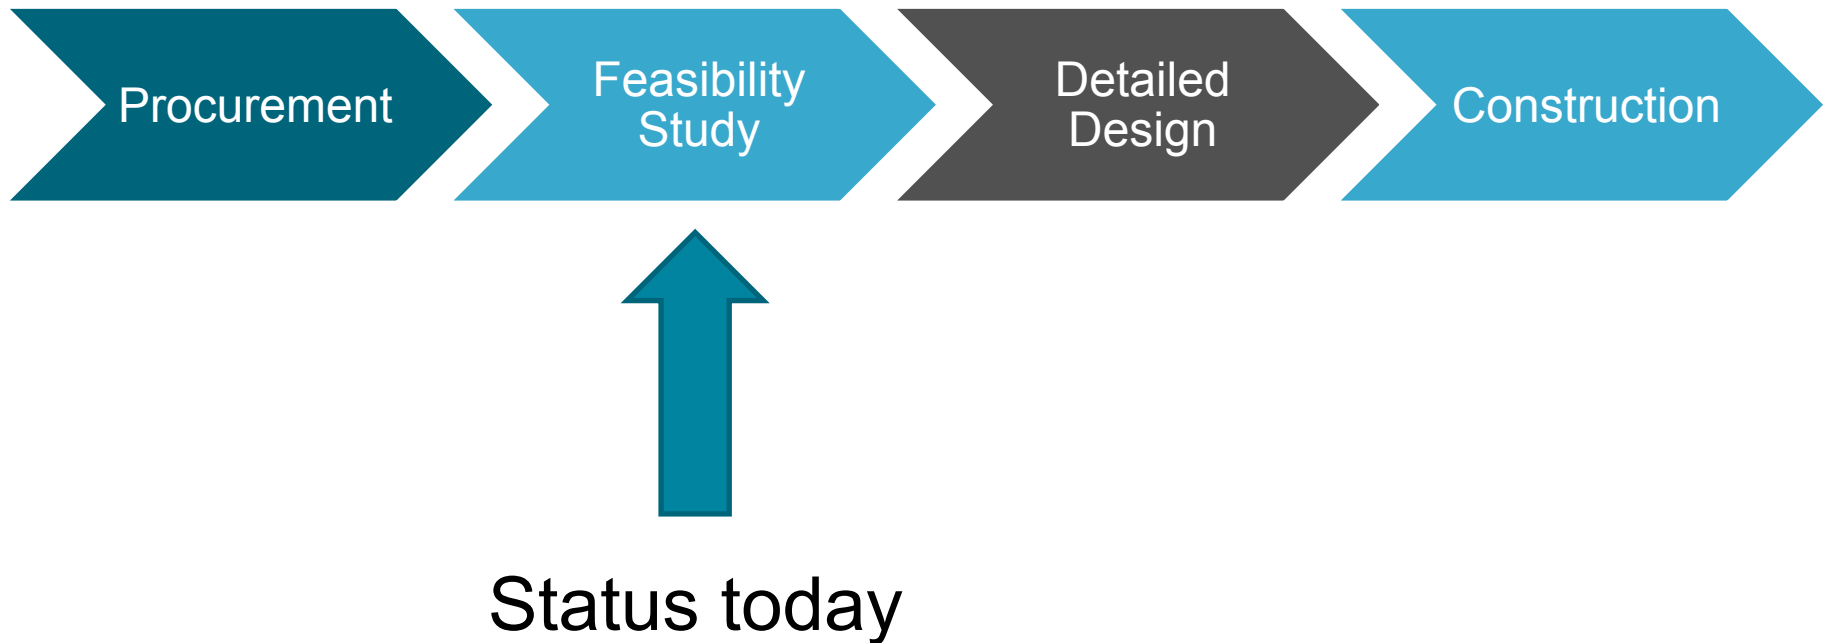 Procurement
Feasibility
Study
Detailed
Design
Construction
Status today